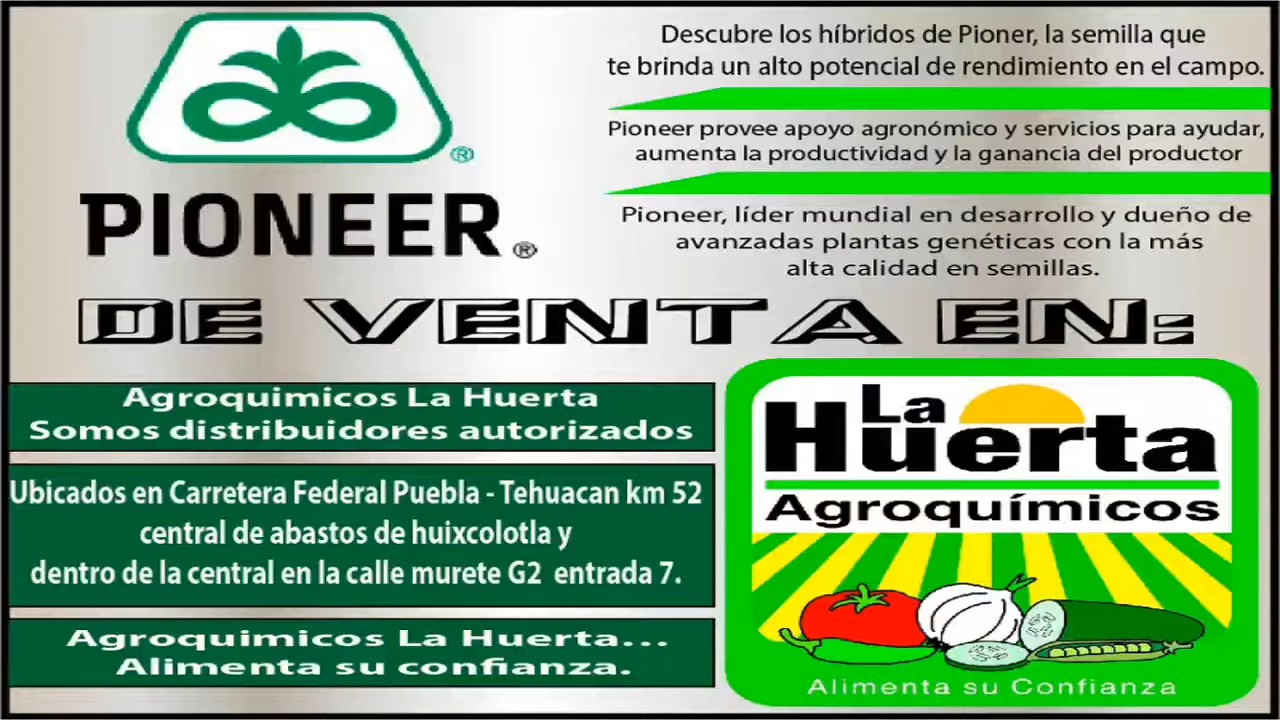 PIONEER®
Descubre los híbridos de Pioner, la semilla que
te brinda un alto potencial de rendimiento en el campo.
Pioneer provee apoyo agronómico y servicios para ayudar,
aumenta la productividad y la ganancia del productor
Pioneer, líder mundial en desarrollo y dueño de
avanzadas plantas genéticas con la más
alta calidad en semillas.
DE VENTA EN:
Agroquimicos La Huerta
Somos distribuidores autorizados
Ubicados en Carretera Federal Puebla - Tehuacan km 52
central de abastos de huixcolotla y
dentro de la central en la calle murete G2 entrada 7.
Agroquimicos La Huerta...
Alimenta su confianza.
La
Huerta
Agroquímicos
Alimenta su Confianza